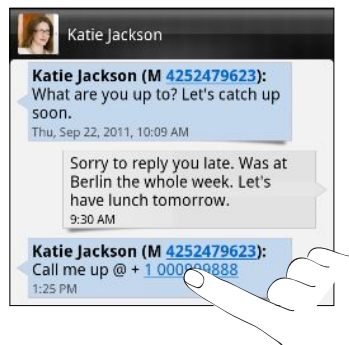 Katie Jackson
Katie Jackson (M 4252479623):
What are you up to? Let's catch up
soon.
Thu, Sep 22, 2011, 10:09 AM
Sorry to reply you late. Was at
Berlin the whole week. Let's
have lunch tomorrow.
9:30 AM
Katie Jackson (M 4252479623):
Call me up @ + 1 000999888
1:25 PM